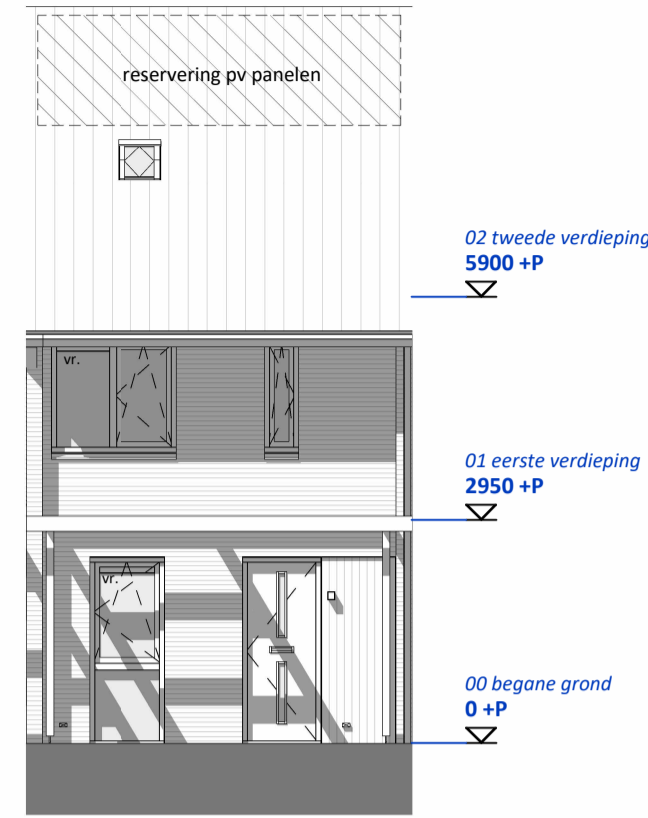 reservering pv panelen
02 tweede verdieping
5900 +P
vr.
01 eerste verdieping
2950 +P
vr.
00 begane grond
0 +P